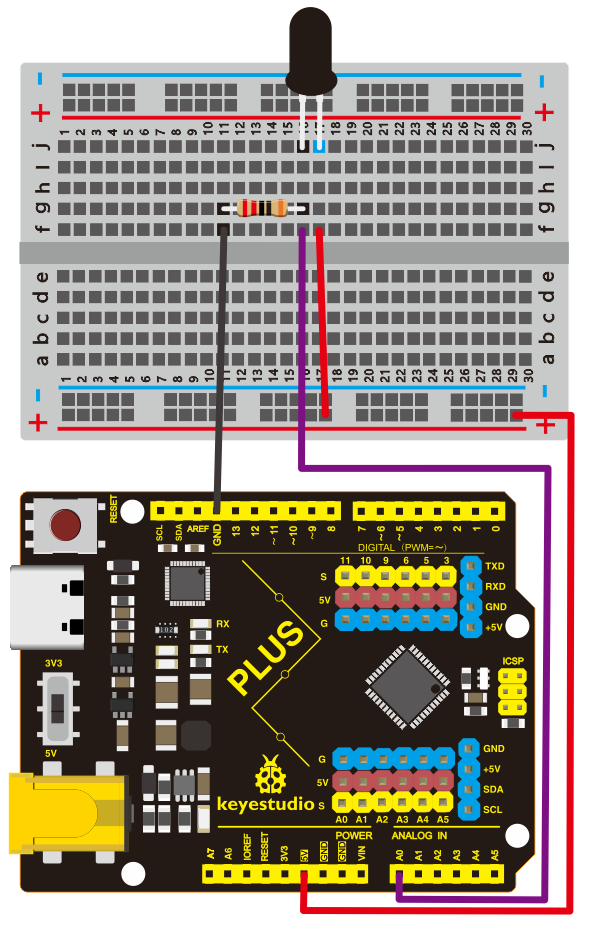 - -
+ +
1 2 3 4 5 6 7 8 9 10 11 12 13 14 15 18 19 20 21 22 23 24 25 26 27 28 29 30
j j
i i
h h
g g
f f
e e
d d
c c
b b
a a
1 2 3 4 5 6 7 8 9 10 11 12 13 14 15 16 17 18 19 20 21 22 23 24 25 26 27 28 29 30
- -
+ +
RESET
SCL SDA AREF GND 13 12 ~11 ~10 ~9 8 7 ~6 ~5 4 3 2 1 0
DIGITAL (PWM=~)
11 10 9 6 5 3
S
5V
G
TXD
RXD
GND
+5V
RX
TX
PLUS
3V3
5V
ICSP
keyestudio
G
5V
S
A0 A1 A2 A3 A4 A5
GND
+5V
SDA
SCL
POWER ANALOG IN
A7 A6 IOREF RESET 3V3 5V GND GND VIN A0 A1 A2 A3 A4 A5